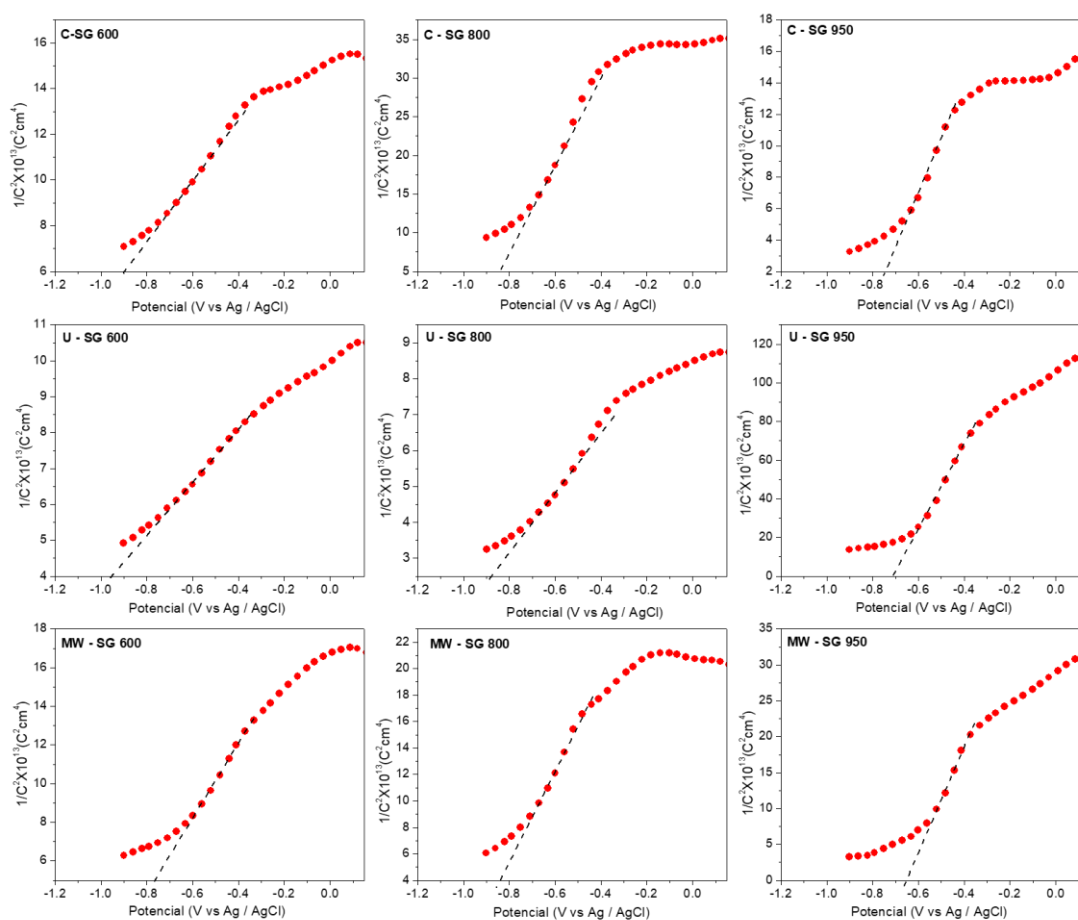 C-SG 600
16
14
12
10
8
6
1/C²X10¹³(C²cm⁴)
-1.2 -1.0 -0.8 -0.6 -0.4 -0.2 0.0
Potencial (V vs Ag / AgCl)
C - SG 800
35
30
25
20
15
10
5
1/C²X10¹³(C²cm⁴)
-1.2 -1.0 -0.8 -0.6 -0.4 -0.2 0.0
Potencial (V vs Ag / AgCl)
C - SG 950
18
16
14
12
10
8
6
4
2
1/C²X10¹³(C²cm⁴)
-1.2 -1.0 -0.8 -0.6 -0.4 -0.2 0.0
Potencial (V vs Ag / AgCl)
U - SG 600
11
10
9
8
7
6
5
4
1/C²X10¹³(C²cm⁴)
-1.2 -1.0 -0.8 -0.6 -0.4 -0.2 0.0
Potencial (V vs Ag / AgCl)
U - SG 800
9
8
7
6
5
4
3
1/C²X10¹³(C²cm⁴)
-1.2 -1.0 -0.8 -0.6 -0.4 -0.2 0.0
Potencial (V vs Ag / AgCl)
U - SG 950
120
100
80
60
40
20
0
1/C²X10¹³(C²cm⁴)
-1.2 -1.0 -0.8 -0.6 -0.4 -0.2 0.0
Potencial (V vs Ag / AgCl)
MW - SG 600
18
16
14
12
10
8
6
1/C²X10¹³(C²cm⁴)
-1.2 -1.0 -0.8 -0.6 -0.4 -0.2 0.0
Potencial (V vs Ag / AgCl)
MW - SG 800
22
20
18
16
14
12
10
8
6
4
1/C²X10¹³(C²cm⁴)
-1.2 -1.0 -0.8 -0.6 -0.4 -0.2 0.0
Potencial (V vs Ag / AgCl)
MW - SG 950
35
30
25
20
15
10
5
0
1/C²X10¹³(C²cm⁴)
-1.2 -1.0 -0.8 -0.6 -0.4 -0.2 0.0
Potencial (V vs Ag / AgCl)